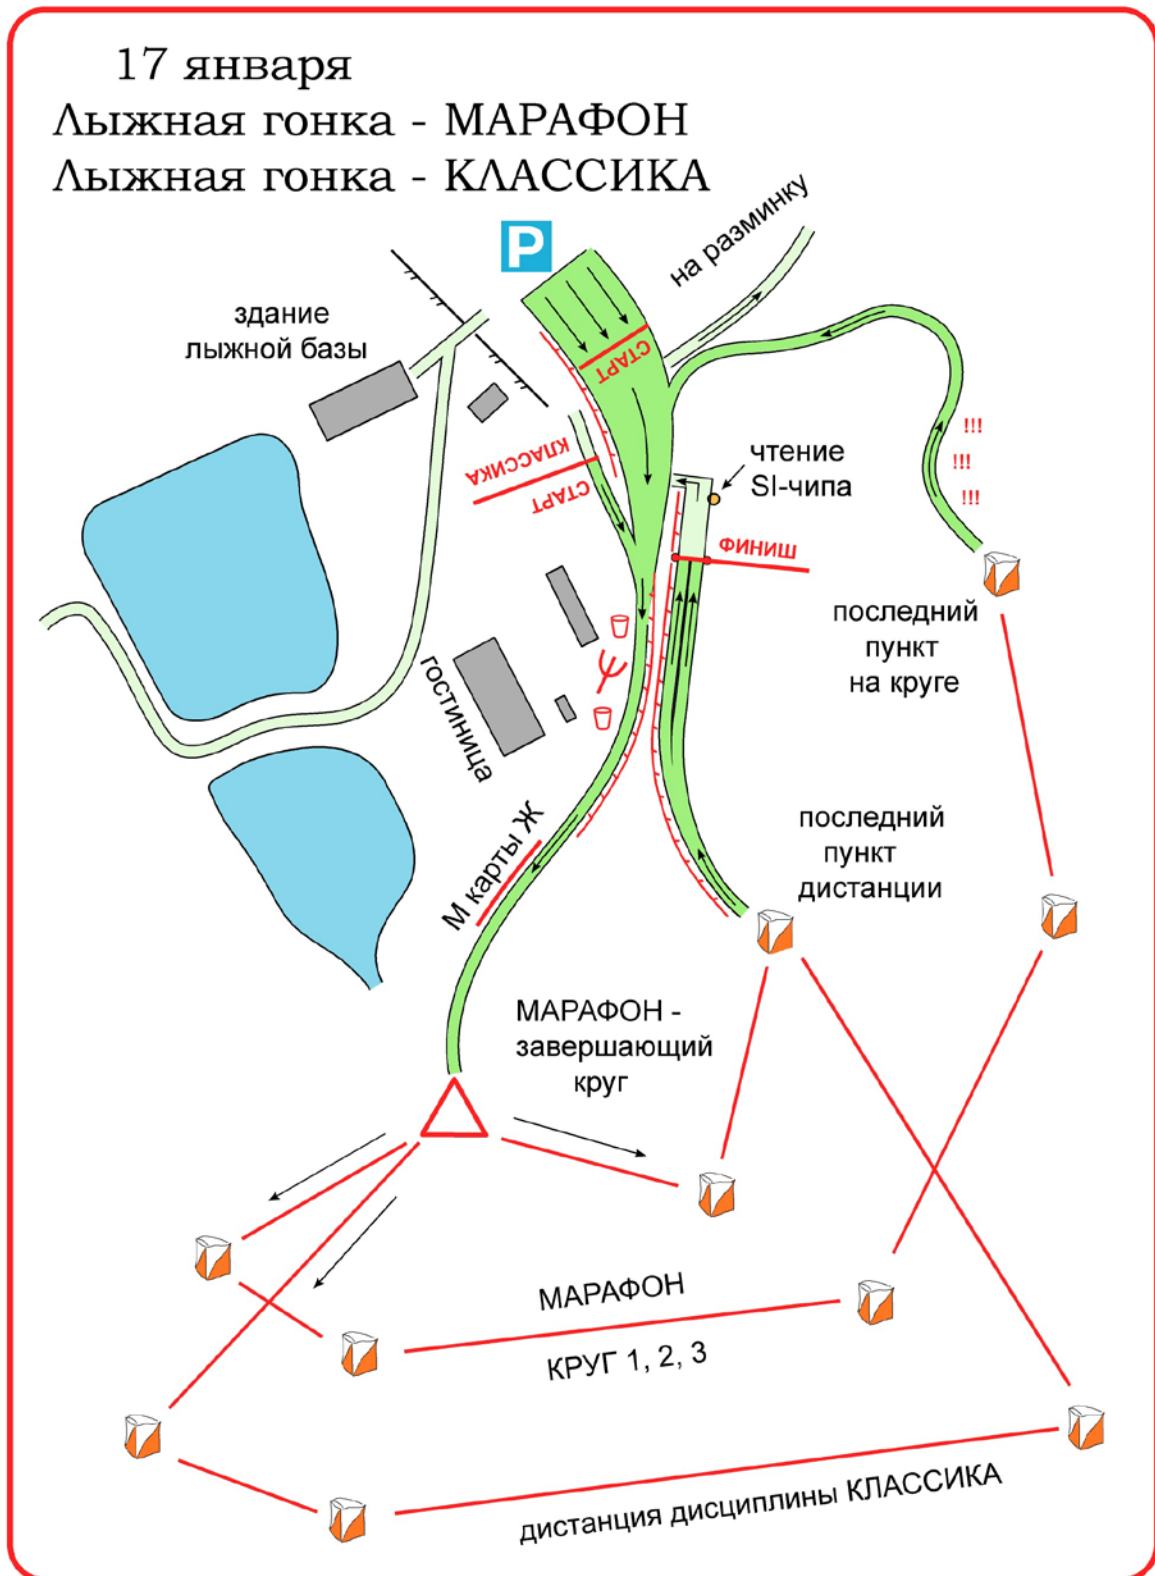 17 января
Лыжная гонка - МАРАФОН
Лыжная гонка - КЛАССИКА
P
на разминку
здание
лыжной базы
СТАРТ
КЛАССИКА
СТАРТ
чтение
SI-чипа
!!!
!!!
!!!
ФИНИШ
последний
пункт
на круге
гостиница
М карты Ж
последний
пункт
дистанции
МАРАФОН -
завершающий
круг
МАРАФОН
КРУГ 1, 2, 3
дистанция дисциплины КЛАССИКА